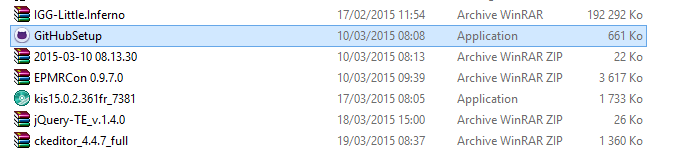 IGG-Little.Inferno 17/02/2015 11:54 Archive WinRAR 192 292 Ko
GitHubSetup 10/03/2015 08:08 Application 661 Ko
2015-03-10 08.13.30 10/03/2015 08:13 Archive WinRAR ZIP 22 Ko
EPMRCon 0.9.7.0 10/03/2015 09:39 Archive WinRAR ZIP 3 617 Ko
kis15.0.2.361fr_7381 17/03/2015 08:05 Application 1 733 Ko
jQuery-TE_v.1.4.0 18/03/2015 15:00 Archive WinRAR ZIP 26 Ko
ckeditor_4.4.7_full 19/03/2015 08:37 Archive WinRAR ZIP 1 360 Ko